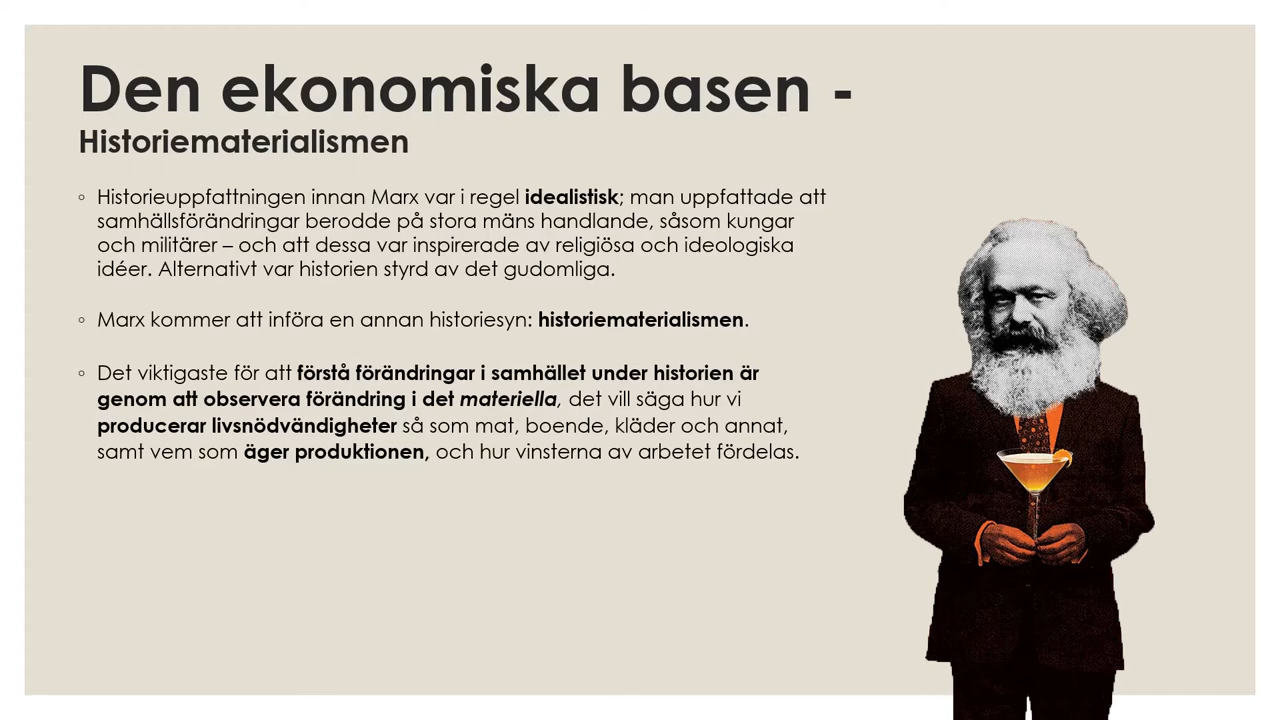 Den ekonomiska basen -
Historiematerialismen
◦ Historieuppfattningen innan Marx var i regel idealistisk; man uppfattade att
samhällsförändringar berodde på stora mäns handlande, såsom kungar
och militärer – och att dessa var inspirerade av religiösa och ideologiska
idéer. Alternativt var historien styrd av det gudomliga.
◦ Marx kommer att införa en annan historiesyn: historiematerialismen.
◦ Det viktigaste för att förstå förändringar i samhället under historien är
genom att observera förändring i det materiella, det vill säga hur vi
producerar livsnödvändigheter så som mat, boende, kläder och annat,
samt vem som äger produktionen, och hur vinsterna av arbetet fördelas.